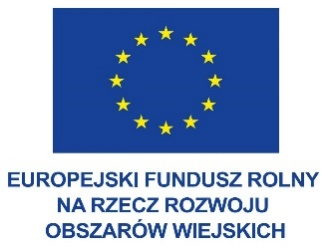 EUROPEJSKI FUNDUSZ ROLNY
NA RZECZ ROZWOJU
OBSZARÓW WIEJSKICH